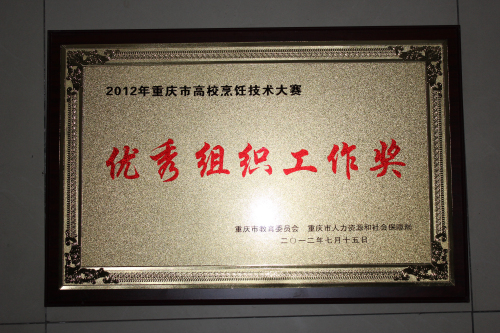 2012年重庆市高校烹饪技术大赛
优秀组织工作奖
重庆市教育委员会 重庆市人力资源和社会保障局
二〇一二年七月十五日